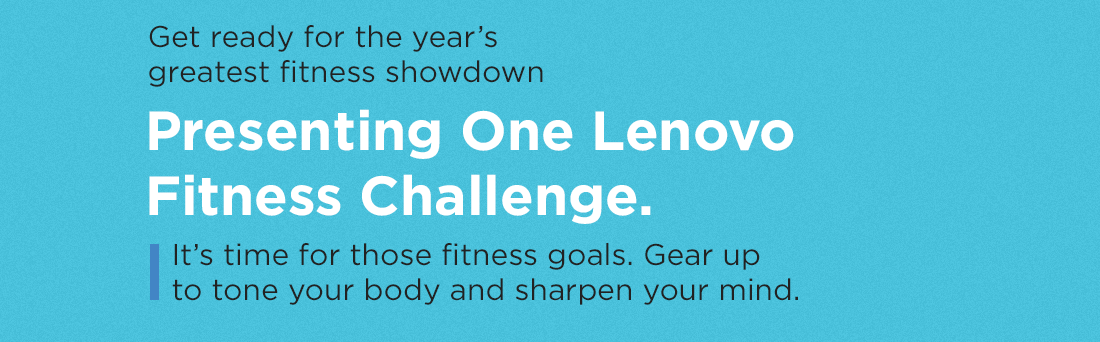 Get ready for the year’s
greatest fitness showdown
Presenting One Lenovo
Fitness Challenge.
It’s time for those fitness goals. Gear up
to tone your body and sharpen your mind.